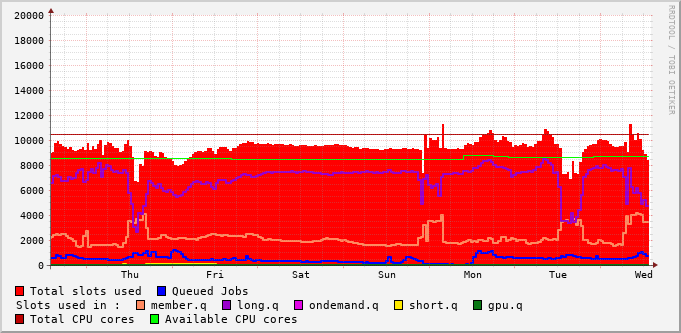 20000
18000
16000
14000
12000
10000
8000
6000
4000
2000
0
Thu Fri Sat Sun Mon Tue Wed
Total slots used Queued Jobs
Slots used in : member.q long.q ondemand.q short.q gpu.q
Total CPU cores Available CPU cores
RRDTOOL / TOBI OETIKER